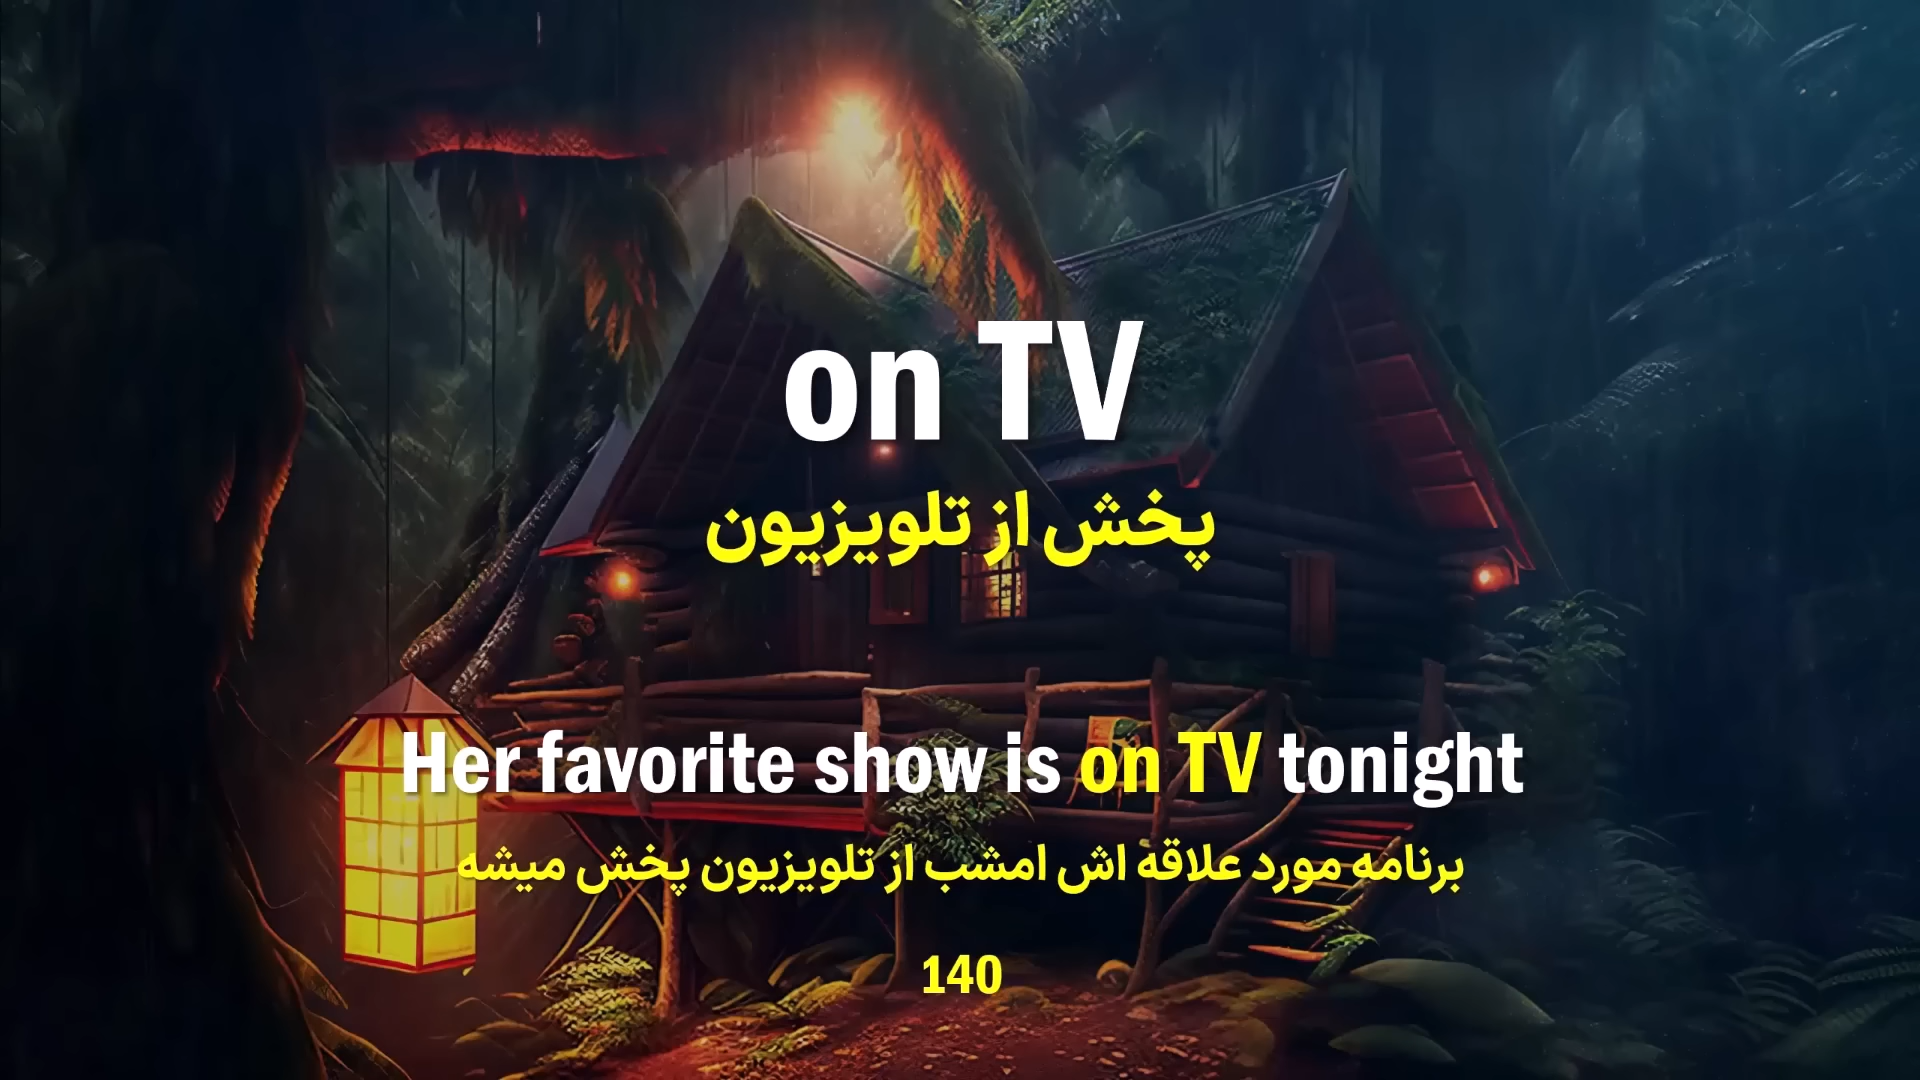 on TV
پخش از تلویزیون
Her favorite show is on TV tonight
برنامه مورد علاقه اش امشب از تلویزیون پخش میشه
140